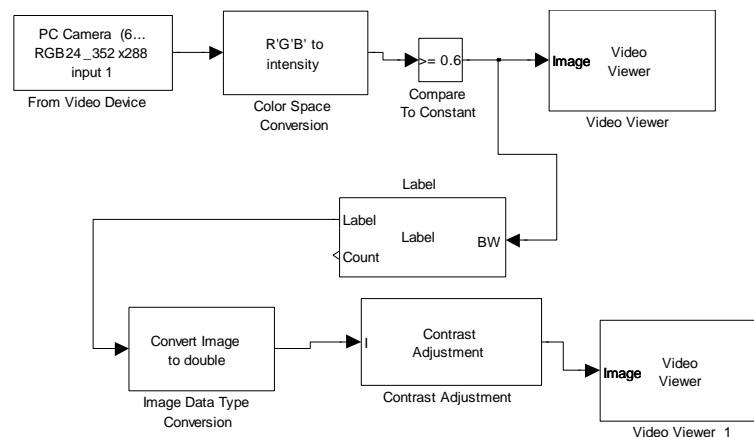 PC Camera (6...
RGB24_352x288
input 1
From Video Device
R'G'B' to
intensity
Color Space
Conversion
>= 0.6
Compare
To Constant
Image
Video
Viewer
Video Viewer
Label
Label
Count
Label
BW
Convert Image
to double
Image Data Type
Conversion
I
Contrast
Adjustment
Contrast Adjustment
Image
Video
Viewer
Video Viewer 1